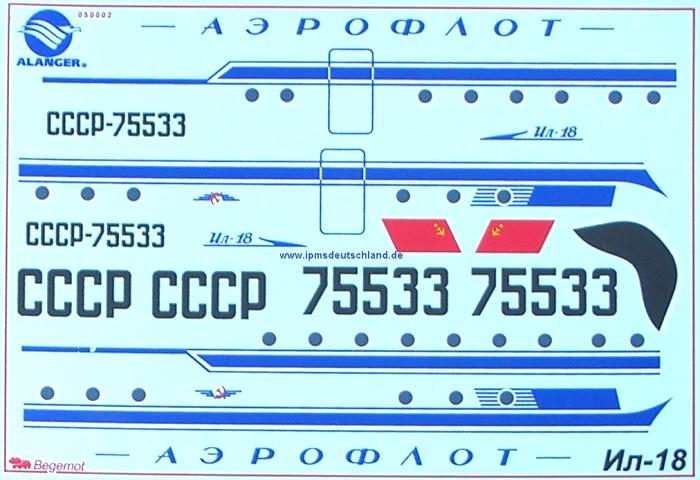 050002
— АЭРОФЛОТ —
ALANGER®
СССР-75533
Ил-18
СССР-75533
Ил-18
www.ipmsdeutschland.de
СССР СССР 75533 75533
— АЭРОФЛОТ —
Begemot
Ил-18